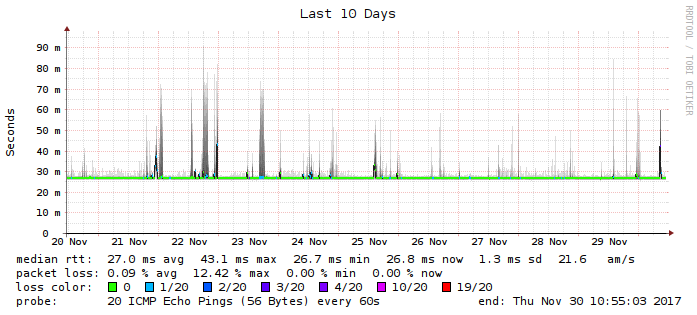 Last 10 Days
RRDTOOL / TOBI OETIKER
Seconds
90 m
80 m
70 m
60 m
50 m
40 m
30 m
20 m
10 m
0
20 Nov 21 Nov 22 Nov 23 Nov 24 Nov 25 Nov 26 Nov 27 Nov 28 Nov 29 Nov
median rtt: 27.0 ms avg 43.1 ms max 26.7 ms min 26.8 ms now 1.3 ms sd 21.6 am/s
packet loss: 0.09 % avg 12.42 % max 0.00 % min 0.00 % now
loss color: 0 1/20 2/20 3/20 4/20 10/20 19/20
probe: 20 ICMP Echo Pings (56 Bytes) every 60s end: Thu Nov 30 10:55:03 2017